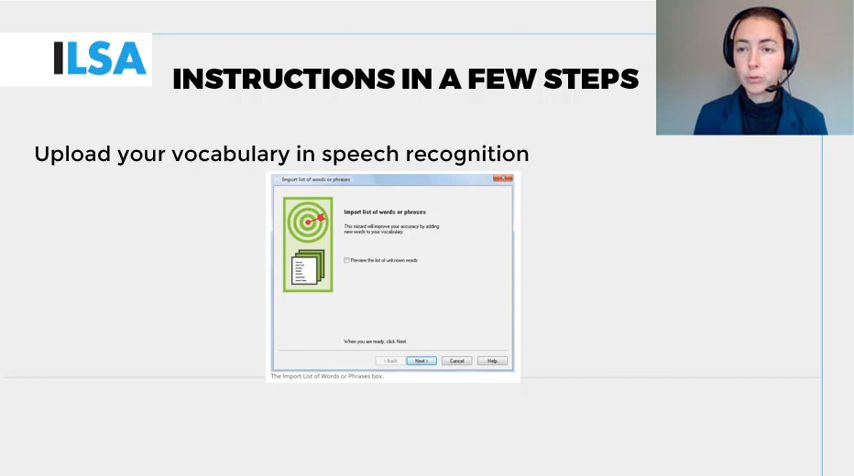 ILSA
INSTRUCTIONS IN A FEW STEPS
Upload your vocabulary in speech recognition
Import list of words or phrases
Import list of words or phrases
This wizard will improve your accuracy by adding
new words to your vocabulary.
Preview the list of unknown words
When you are ready, click Next
< Back
Next >
Cancel
Help
The Import List of Words or Phrases box.